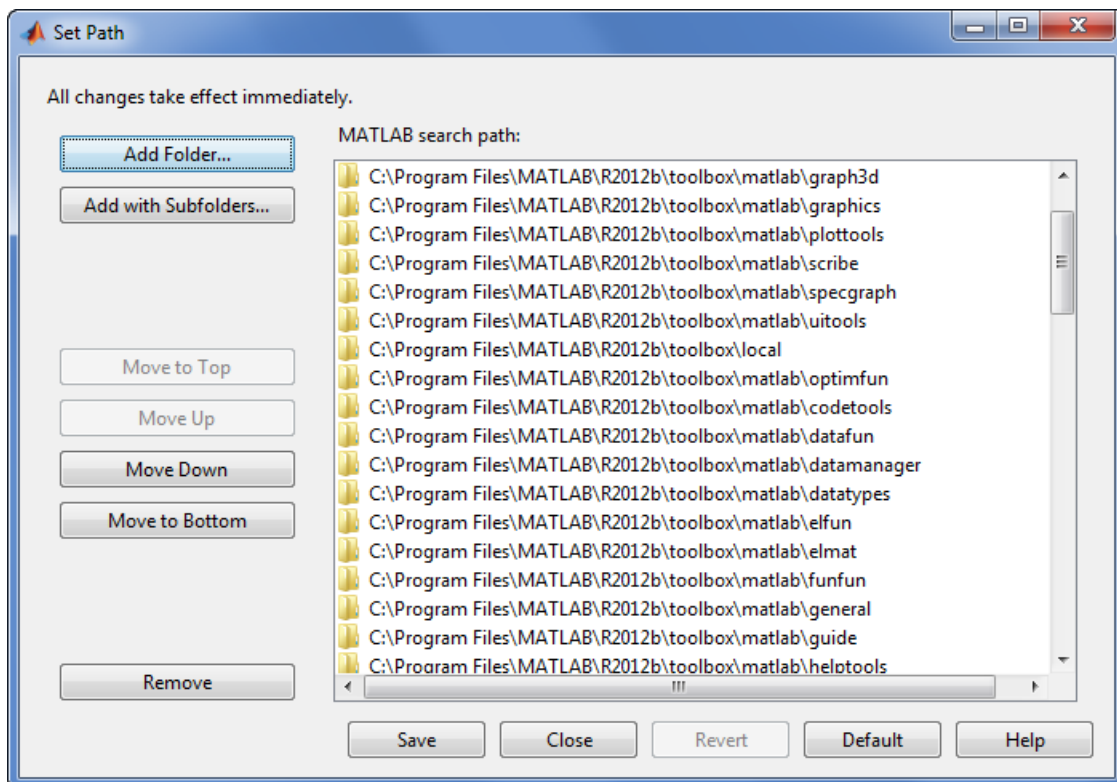 Set Path
All changes take effect immediately.
Add Folder...
Add with Subfolders...
Move to Top
Move Up
Move Down
Move to Bottom
Remove
MATLAB search path:
C:\Program Files\MATLAB\R2012b\toolbox\matlab\graph3d
C:\Program Files\MATLAB\R2012b\toolbox\matlab\graphics
C:\Program Files\MATLAB\R2012b\toolbox\matlab\plottools
C:\Program Files\MATLAB\R2012b\toolbox\matlab\scribe
C:\Program Files\MATLAB\R2012b\toolbox\matlab\specgraph
C:\Program Files\MATLAB\R2012b\toolbox\matlab\uitools
C:\Program Files\MATLAB\R2012b\toolbox\local
C:\Program Files\MATLAB\R2012b\toolbox\matlab\optimfun
C:\Program Files\MATLAB\R2012b\toolbox\matlab\codetools
C:\Program Files\MATLAB\R2012b\toolbox\matlab\datafun
C:\Program Files\MATLAB\R2012b\toolbox\matlab\datamanager
C:\Program Files\MATLAB\R2012b\toolbox\matlab\datatypes
C:\Program Files\MATLAB\R2012b\toolbox\matlab\elfun
C:\Program Files\MATLAB\R2012b\toolbox\matlab\elmat
C:\Program Files\MATLAB\R2012b\toolbox\matlab\funfun
C:\Program Files\MATLAB\R2012b\toolbox\matlab\general
C:\Program Files\MATLAB\R2012b\toolbox\matlab\guide
C:\Program Files\MATLAB\R2012b\toolbox\matlab\helptools
Save
Close
Revert
Default
Help